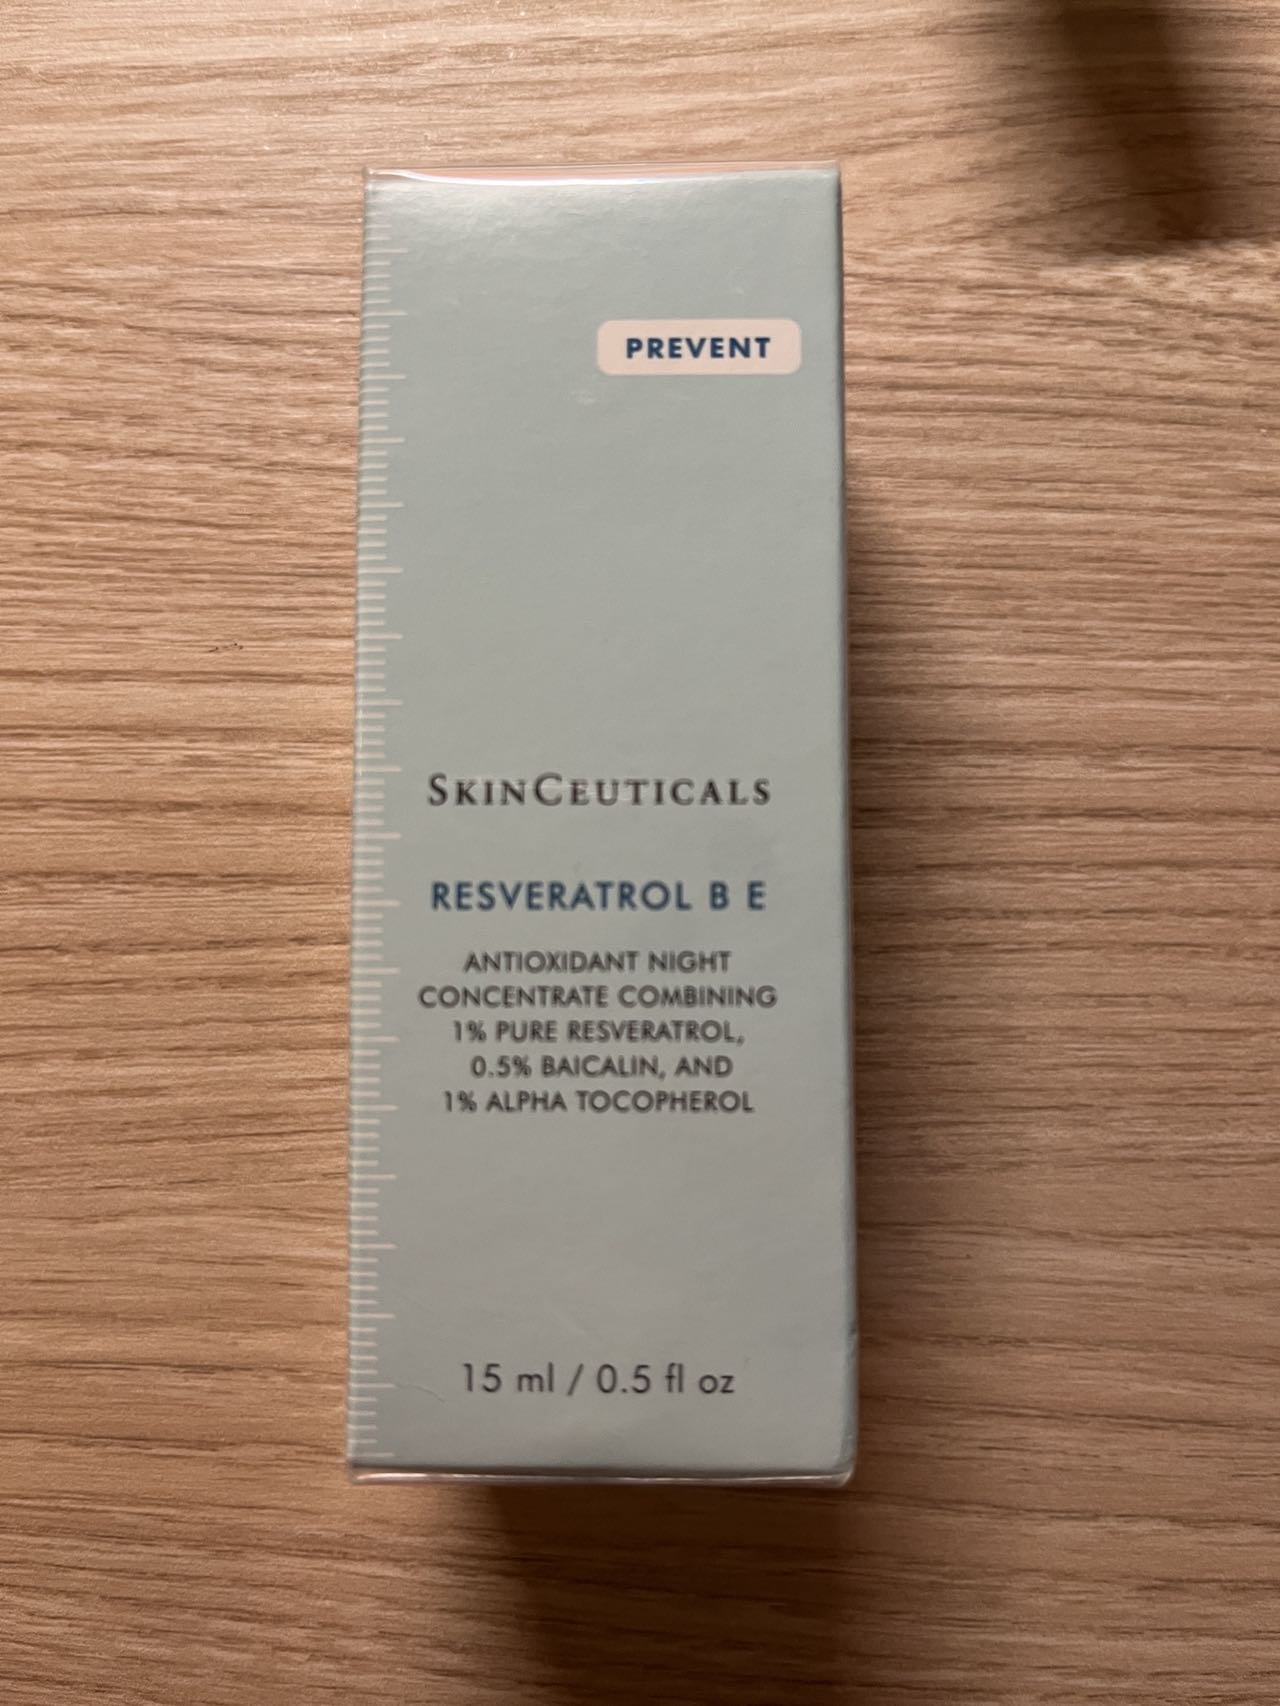 PREVENT
SKINCEUTICALS
RESVERATROL B E
ANTIOXIDANT NIGHT
CONCENTRATE COMBINING
1% PURE RESVERATROL,
0.5% BAICALIN, AND
1% ALPHA TOCOPHEROL
15 ml / 0.5 fl oz